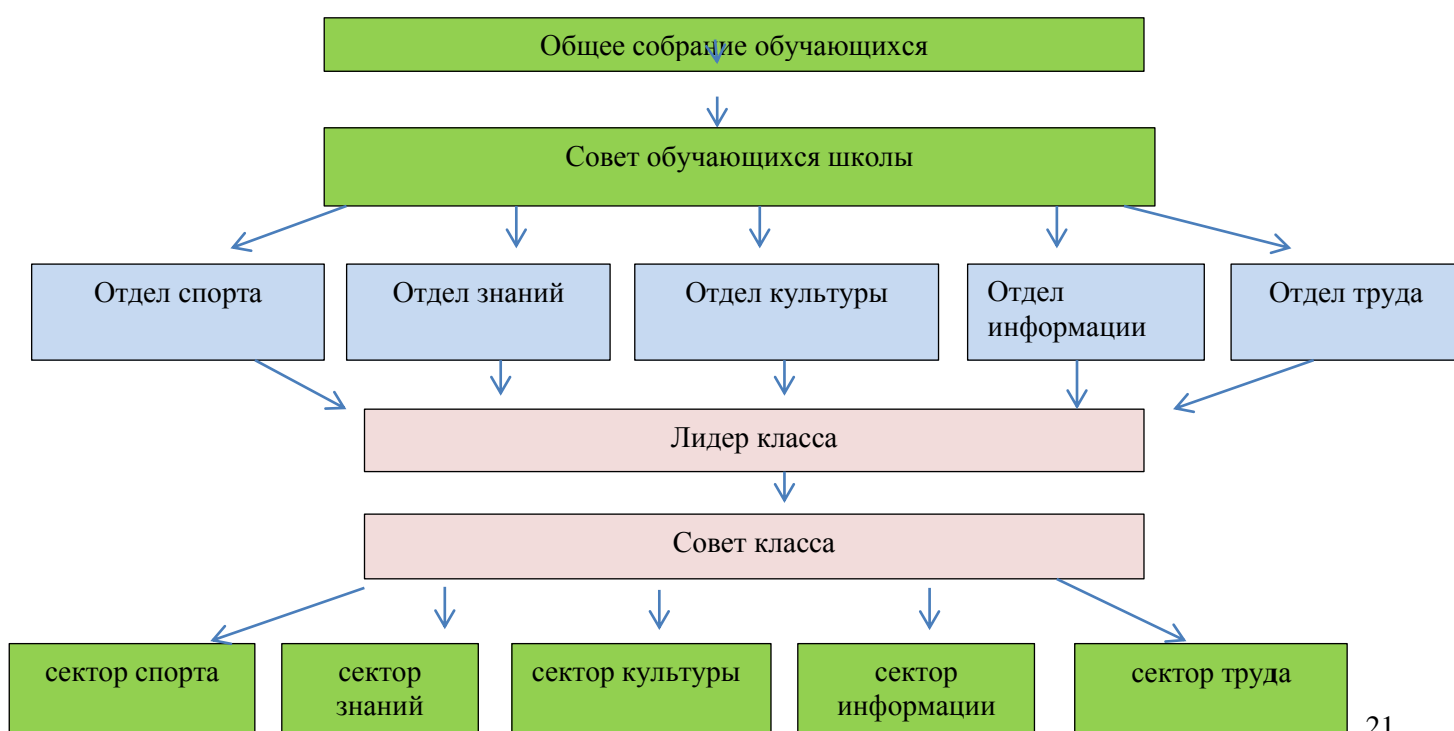 Общее собрание обучающихся
Совет обучающихся школы
Отдел спорта
Отдел знаний
Отдел культуры
Отдел
информации
Отдел труда
Лидер класса
Совет класса
сектор спорта
сектор
знаний
сектор культуры
сектор
информации
сектор труда
21